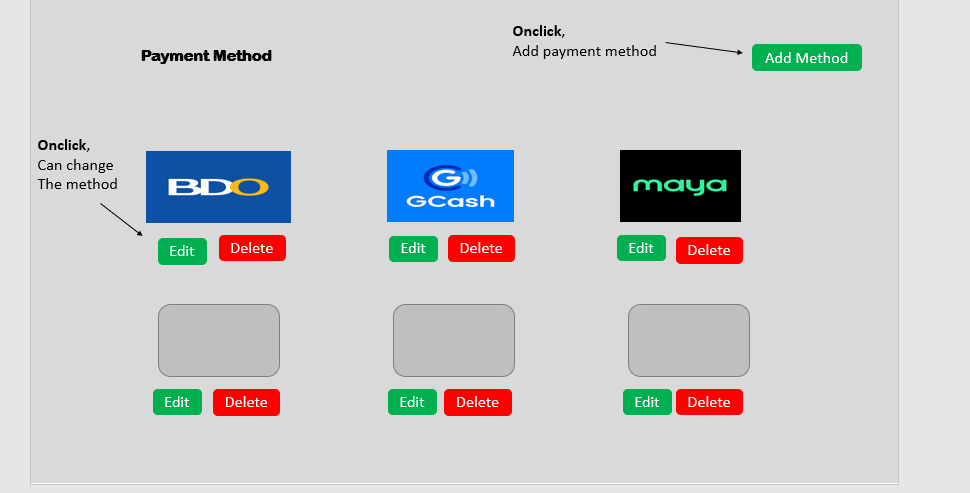 Onclick,
Add payment method
Payment Method
Add Method
Onclick,
Can change
The method
BDO
GCash
maya
Edit
Delete
Edit
Delete
Edit
Delete
Edit
Delete
Edit
Delete
Edit
Delete